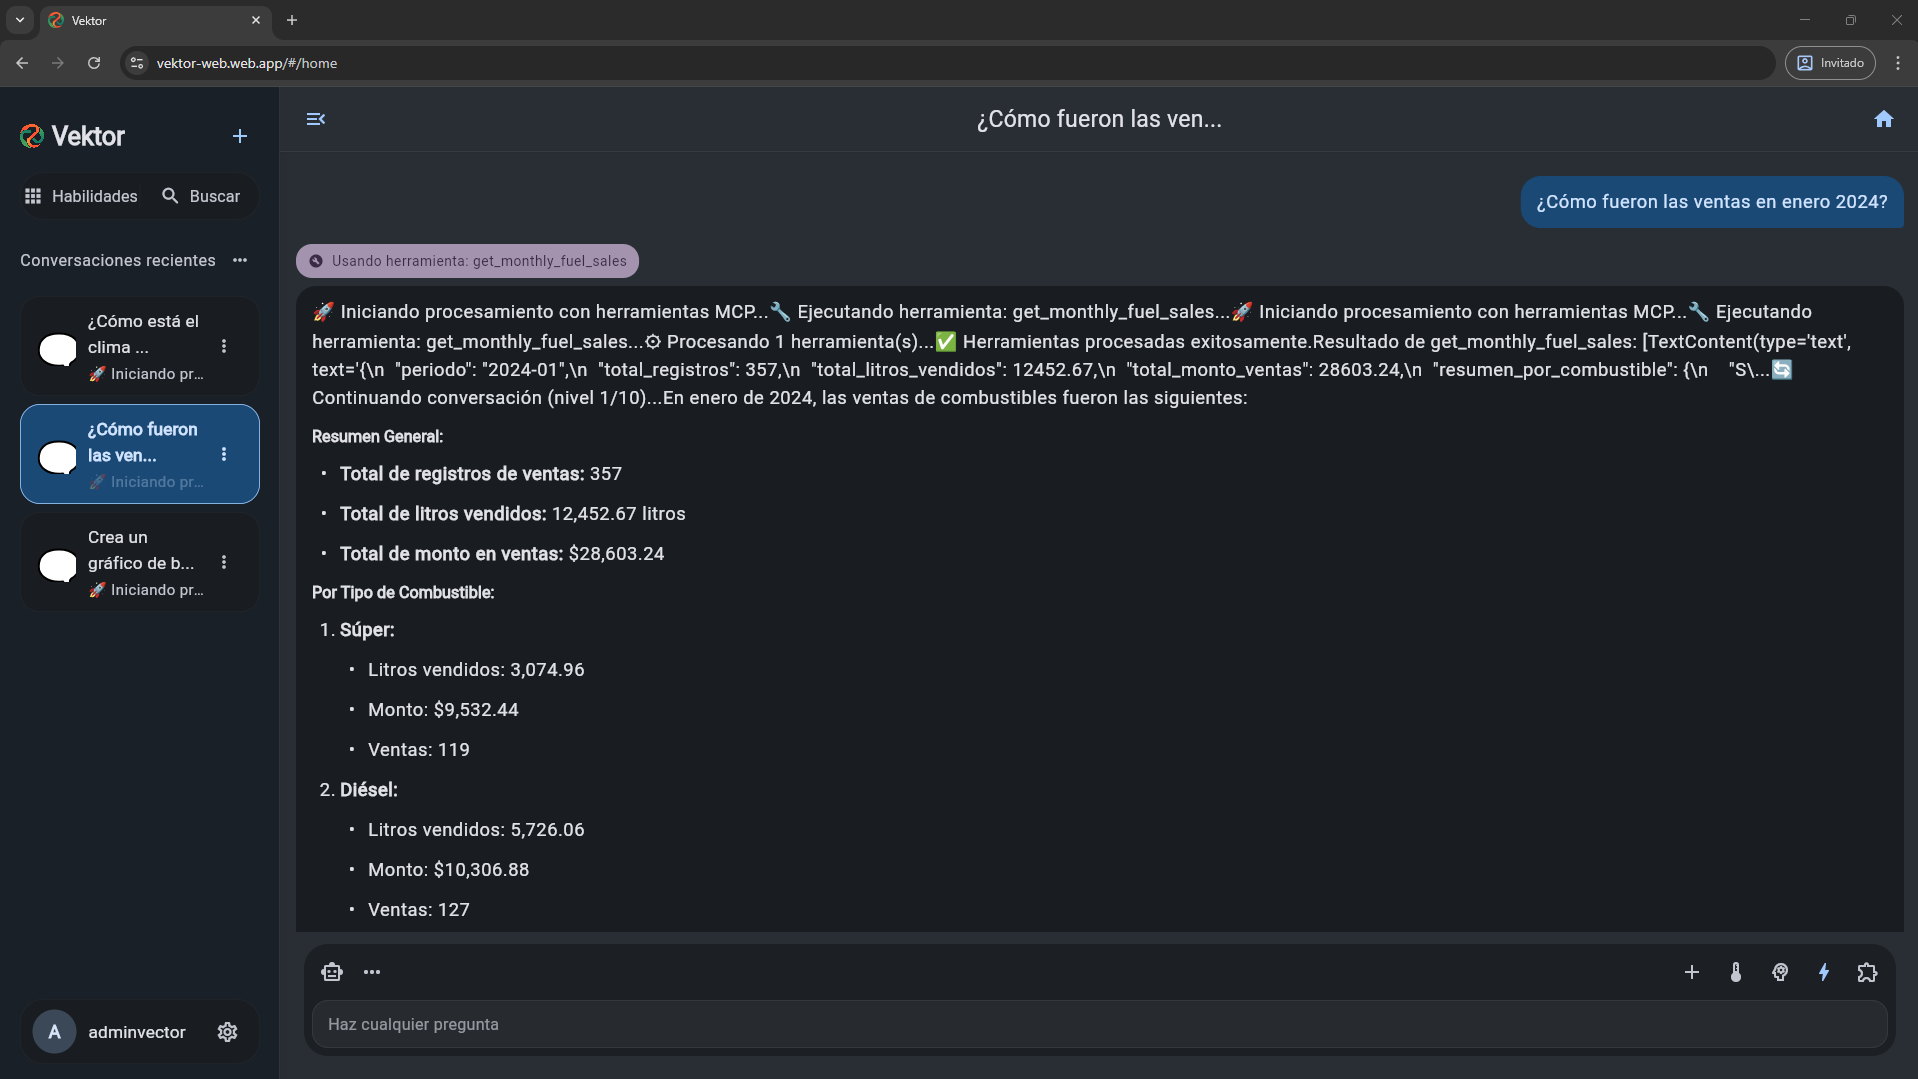 Vektor
vektor-web.web.app/#/home
Invitado
Vektor
Habilidades
Buscar
Conversaciones recientes
¿Cómo está el
clima ...
🚀 Iniciando pr...
¿Cómo fueron
las ven...
🚀 Iniciando pr...
Crea un
gráfico de b...
🚀 Iniciando pr...
A
adminvector
¿Cómo fueron las ven...
¿Cómo fueron las ventas en enero 2024?
Usando herramienta: get_monthly_fuel_sales
🚀 Iniciando procesamiento con herramientas MCP...🔧 Ejecutando herramienta: get_monthly_fuel_sales...🚀 Iniciando procesamiento con herramientas MCP...🔧 Ejecutando
herramienta: get_monthly_fuel_sales...⚙ Procesando 1 herramienta(s)...✅ Herramientas procesadas exitosamente.Resultado de get_monthly_fuel_sales: [TextContent(type='text',
text='{\n  "periodo": "2024-01",\n  "total_registros": 357,\n  "total_litros_vendidos": 12452.67,\n  "total_monto_ventas": 28603.24,\n  "resumen_por_combustible": {\n    "S\...🔄
Continuando conversación (nivel 1/10)...En enero de 2024, las ventas de combustibles fueron las siguientes:
Resumen General:
• Total de registros de ventas: 357
• Total de litros vendidos: 12,452.67 litros
• Total de monto en ventas: $28,603.24
Por Tipo de Combustible:
1. Súper:
• Litros vendidos: 3,074.96
• Monto: $9,532.44
• Ventas: 119
2. Diésel:
• Litros vendidos: 5,726.06
• Monto: $10,306.88
• Ventas: 127
Haz cualquier pregunta